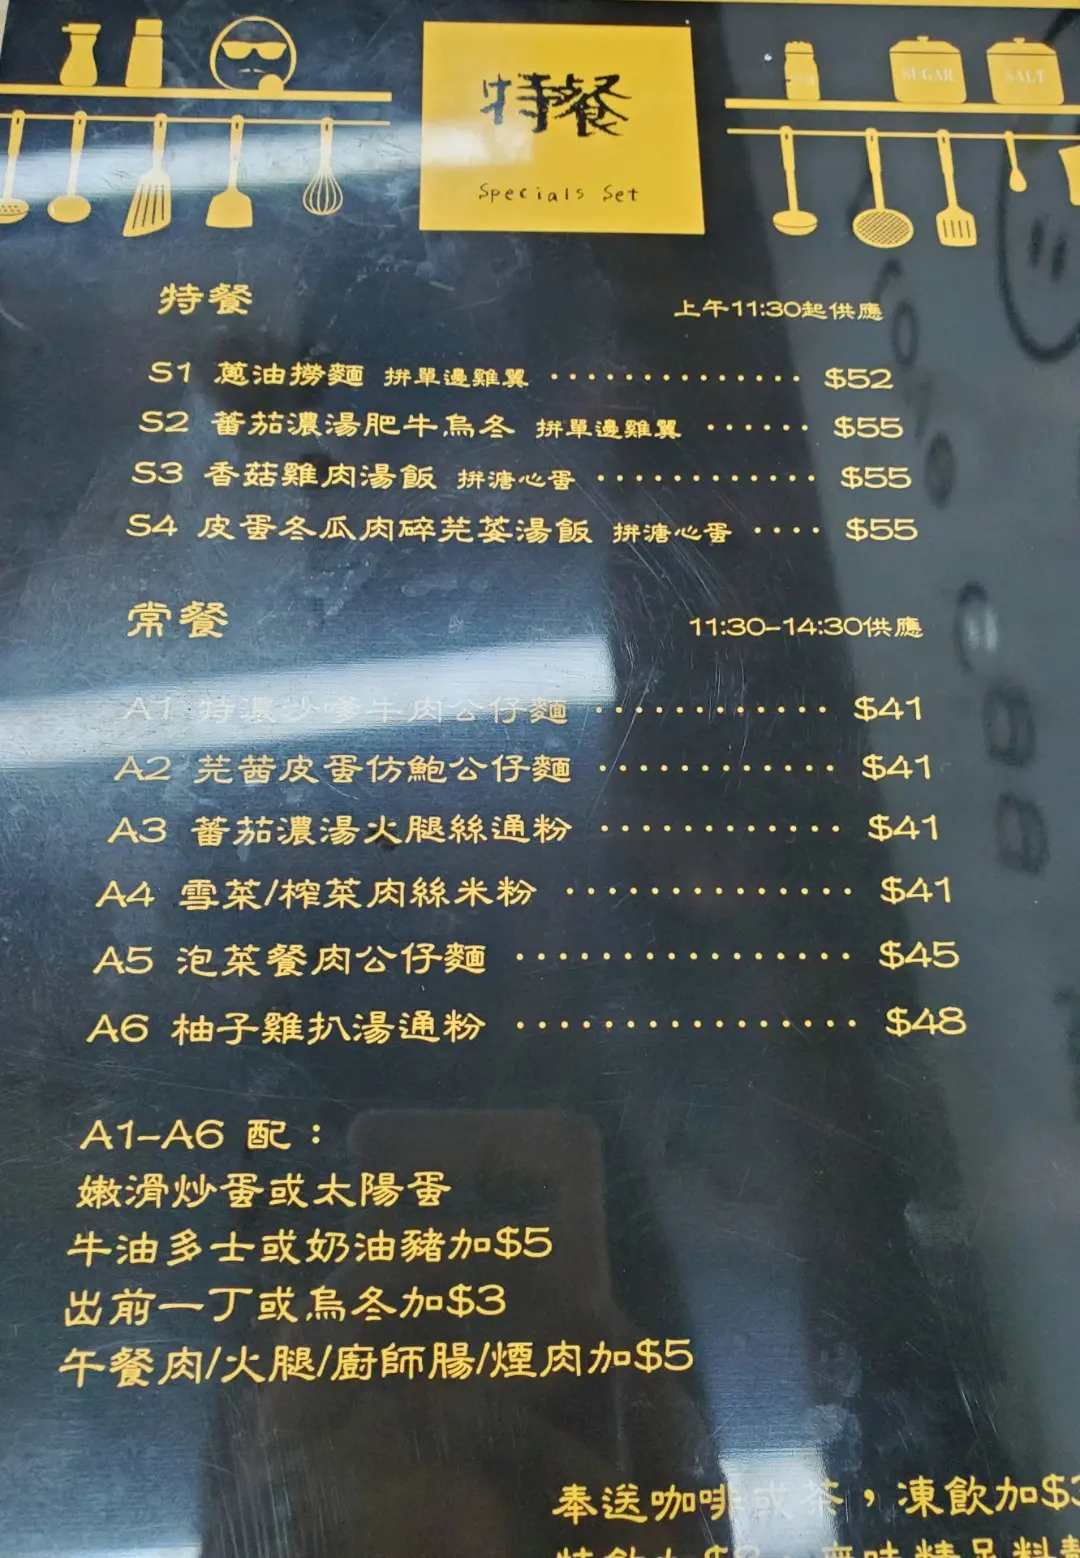 SUGAR
SALT
特餐
Specials Set
特餐 上午11:30起供應
S1 蔥油撈麵 拼單邊雞翼 ············· $52
S2 蕃茄濃湯肥牛烏冬 拼單邊雞翼 ······ $55
S3 香菇雞肉湯飯 拼溏心蛋 ············ $55
S4 皮蛋冬瓜肉碎芫荽湯飯 拼溏心蛋 ···· $55
常餐 11:30-14:30供應
A1 特濃沙嗲牛肉公仔麵 ············ $41
A2 芫茜皮蛋仿鮑公仔麵 ············ $41
A3 蕃茄濃湯火腿絲通粉 ············ $41
A4 雪菜/榨菜肉絲米粉 ·············· $41
A5 泡菜餐肉公仔麵 ················ $45
A6 柚子雞扒湯通粉 ················ $48
A1-A6 配：
嫩滑炒蛋或太陽蛋
牛油多士或奶油豬加$5
出前一丁或烏冬加$3
午餐肉/火腿/廚師腸/煙肉加$5
奉送咖啡或茶，凍飲加$3